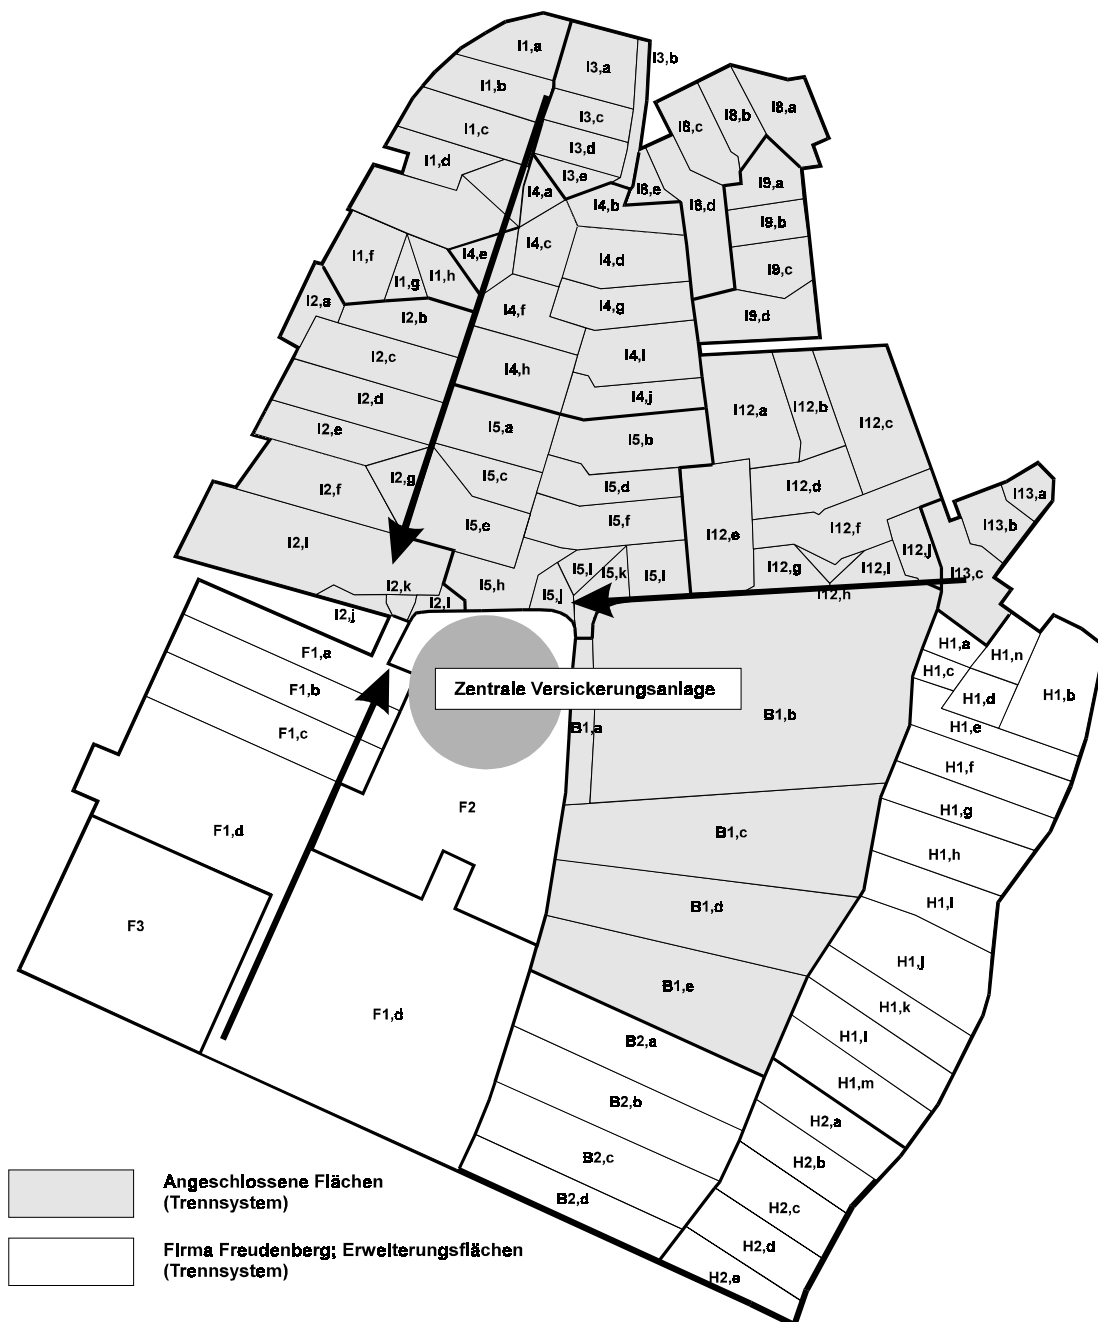 I1,a
I3,a
I3,b
I1,b
I3,c
I1,c
I3,d
I1,d
I3,e
I8,a
I8,b
I8,c
I8,d
I8,e
I9,a
I9,b
I9,c
I9,d
I4,a
I4,b
I4,c
I4,d
I4,e
I4,f
I4,g
I4,h
I4,i
I4,j
I1,f
I1,g
I1,h
I2,a
I2,b
I2,c
I2,d
I2,e
I2,f
I2,g
I2,i
I2,k
I2,l
I2,j
I5,a
I5,b
I5,c
I5,d
I5,e
I5,f
I5,h
I5,i
I5,j
I5,k
I5,l
I12,a
I12,b
I12,c
I12,d
I12,e
I12,f
I12,g
I12,h
I12,i
I12,j
I13,a
I13,b
I13,c
F1,a
F1,b
F1,c
F1,d
F2
F3
F1,d
Zentrale Versickerungsanlage
B1,a
B1,b
B1,c
B1,d
B1,e
B2,a
B2,b
B2,c
B2,d
H1,a
H1,n
H1,c
H1,d
H1,b
H1,e
H1,f
H1,g
H1,h
H1,i
H1,j
H1,k
H1,l
H1,m
H2,a
H2,b
H2,c
H2,d
H2,e
Angeschlossene Flächen
(Trennsystem)
Firma Freudenberg; Erweiterungsflächen
(Trennsystem)